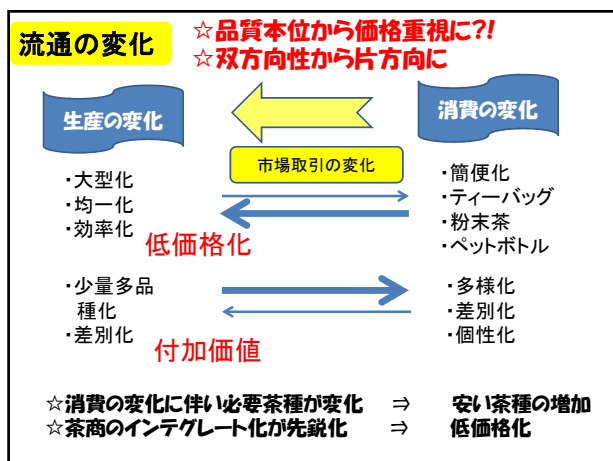 流通の変化
☆品質本位から価格重視に?!
☆双方向性から片方向に
生産の変化
消費の変化
市場取引の変化
・大型化
・均一化
・効率化
低価格化
・簡便化
・ティーバッグ
・粉末茶
・ペットボトル
・少量多品
種化
・差別化
付加価値
・多様化
・差別化
・個性化
☆消費の変化に伴い必要茶種が変化 ⇒ 安い茶種の増加
☆茶商のインテグレート化が先鋭化 ⇒ 低価格化